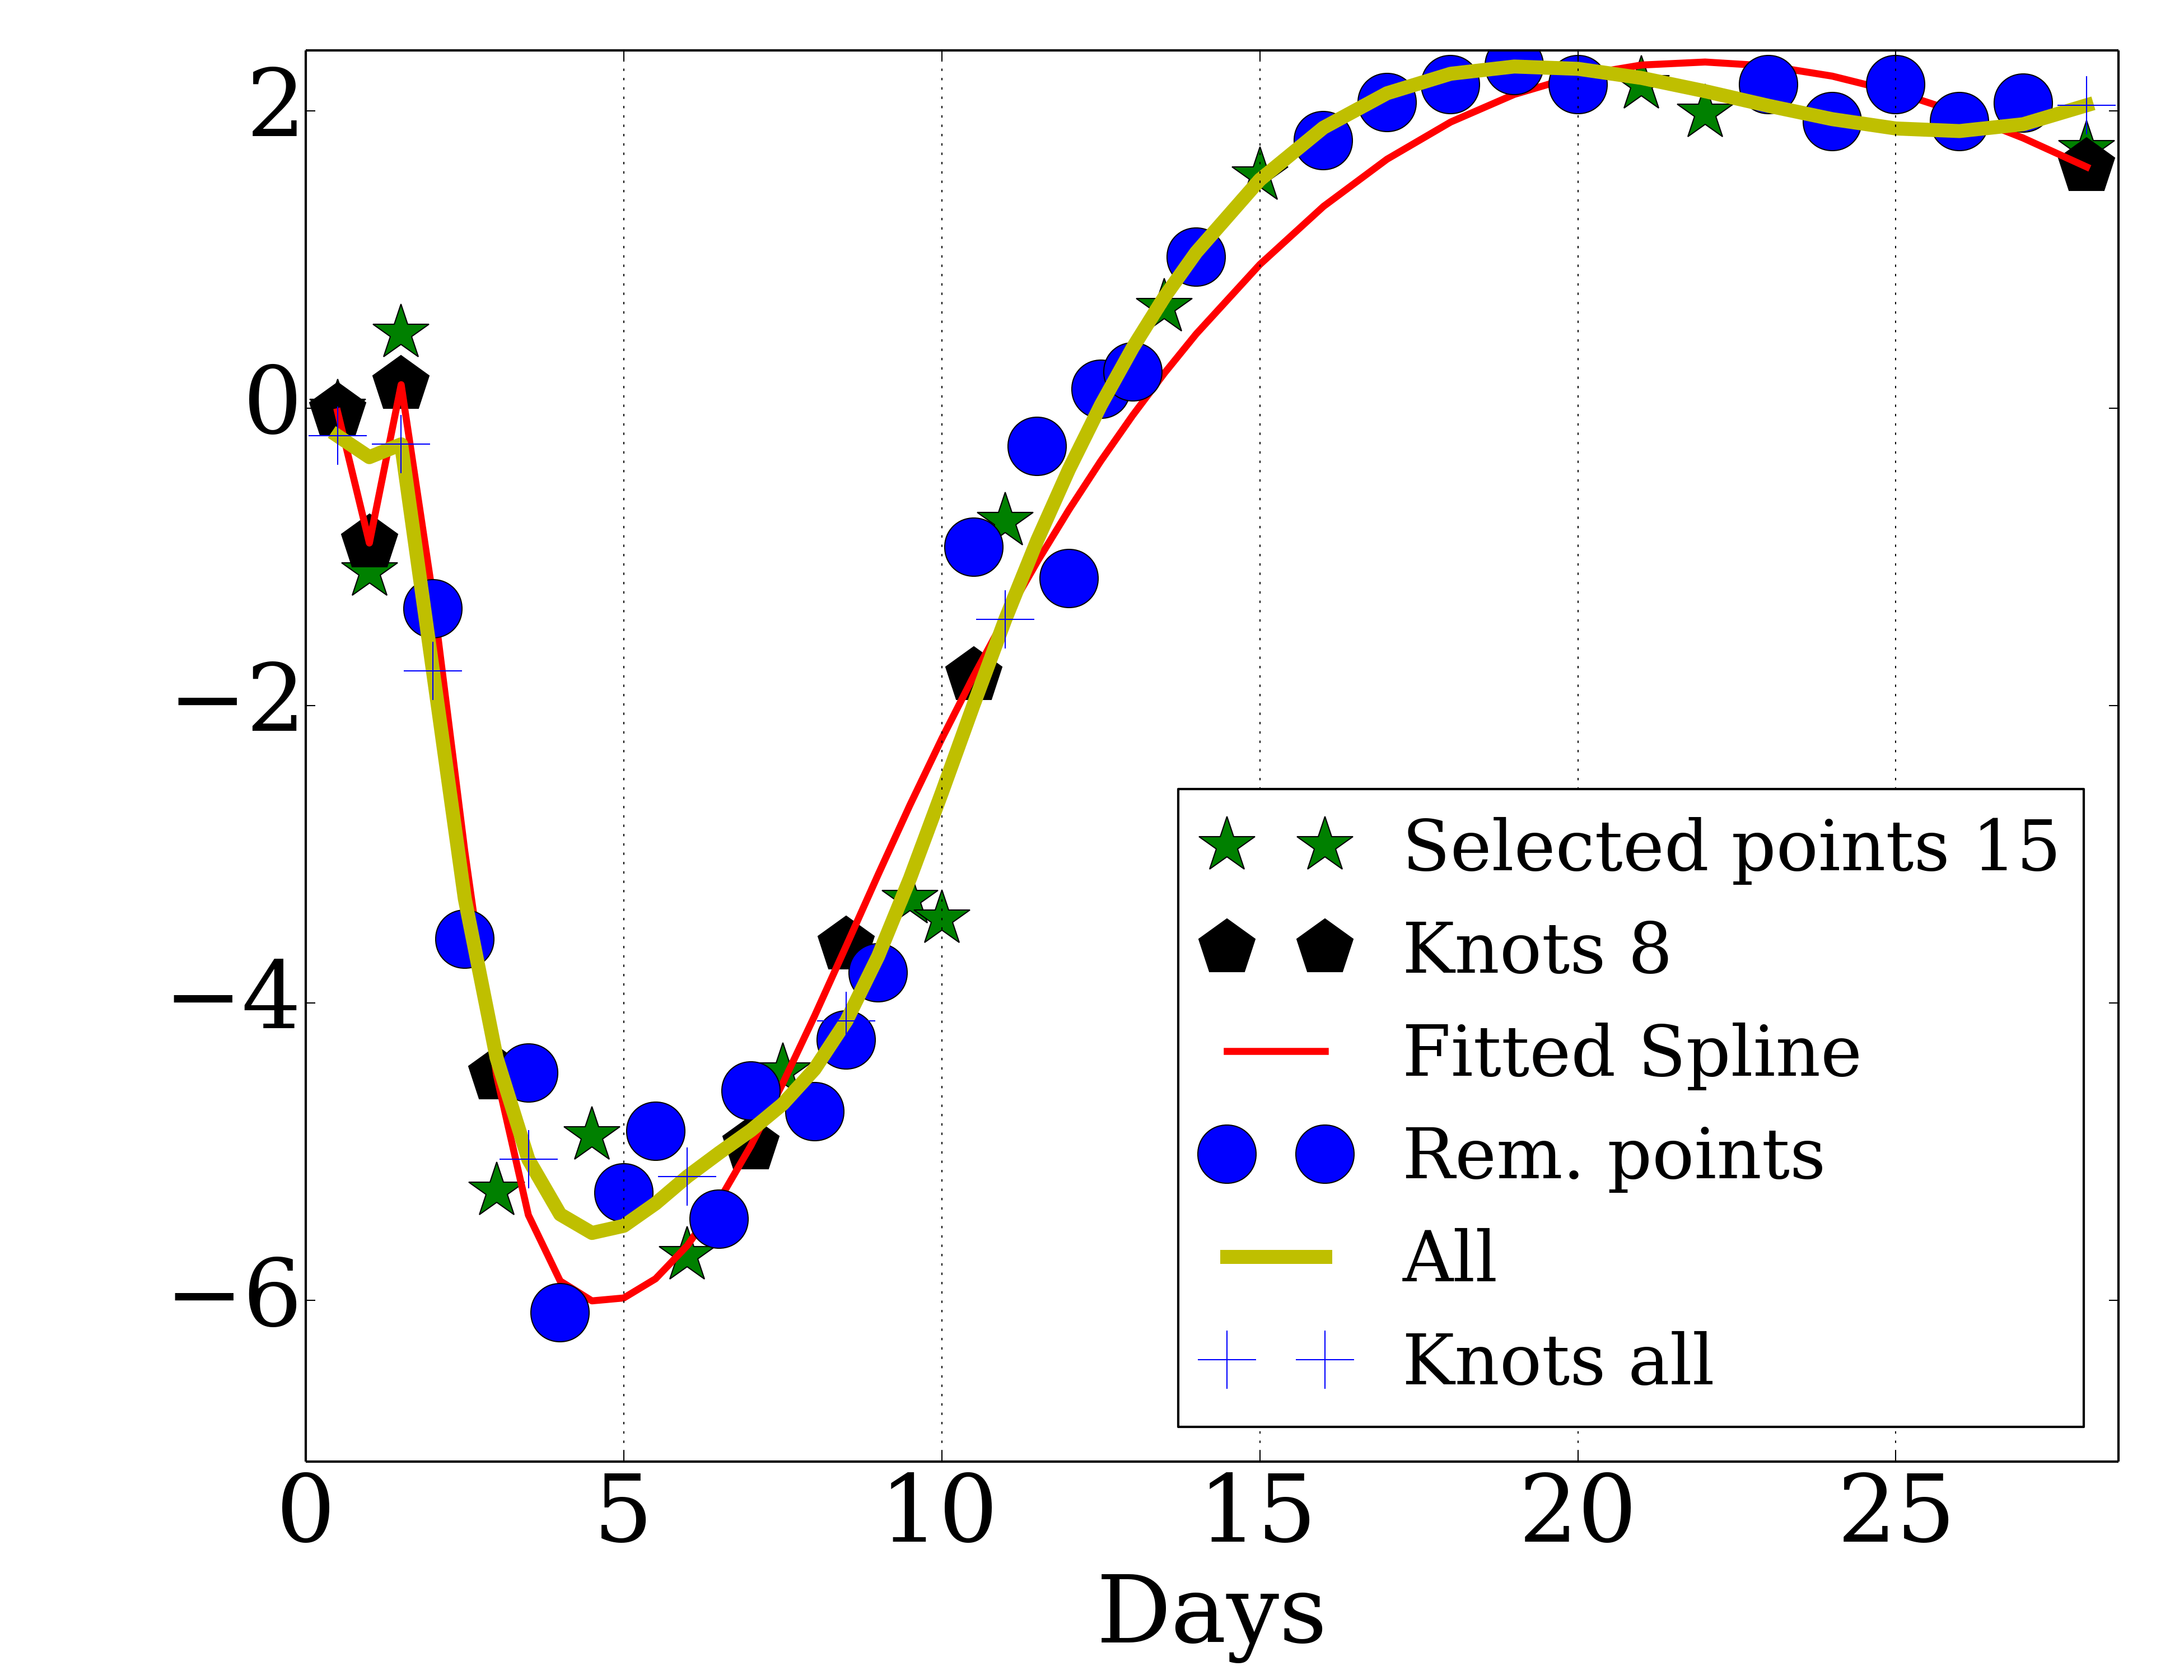 2
0
−2
−4
−6
0 5 10 15 20 25
Days
Selected points 15
Knots 8
Fitted Spline
Rem. points
All
Knots all